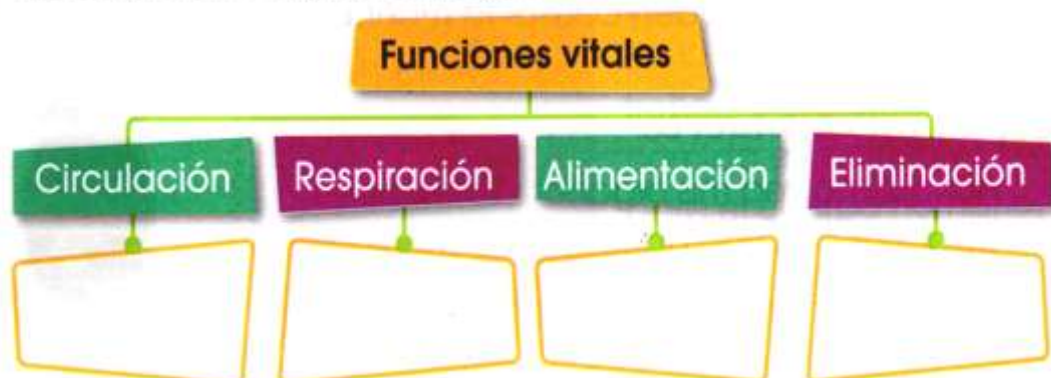 Funciones vitales
Circulación
Respiración
Alimentación
Eliminación